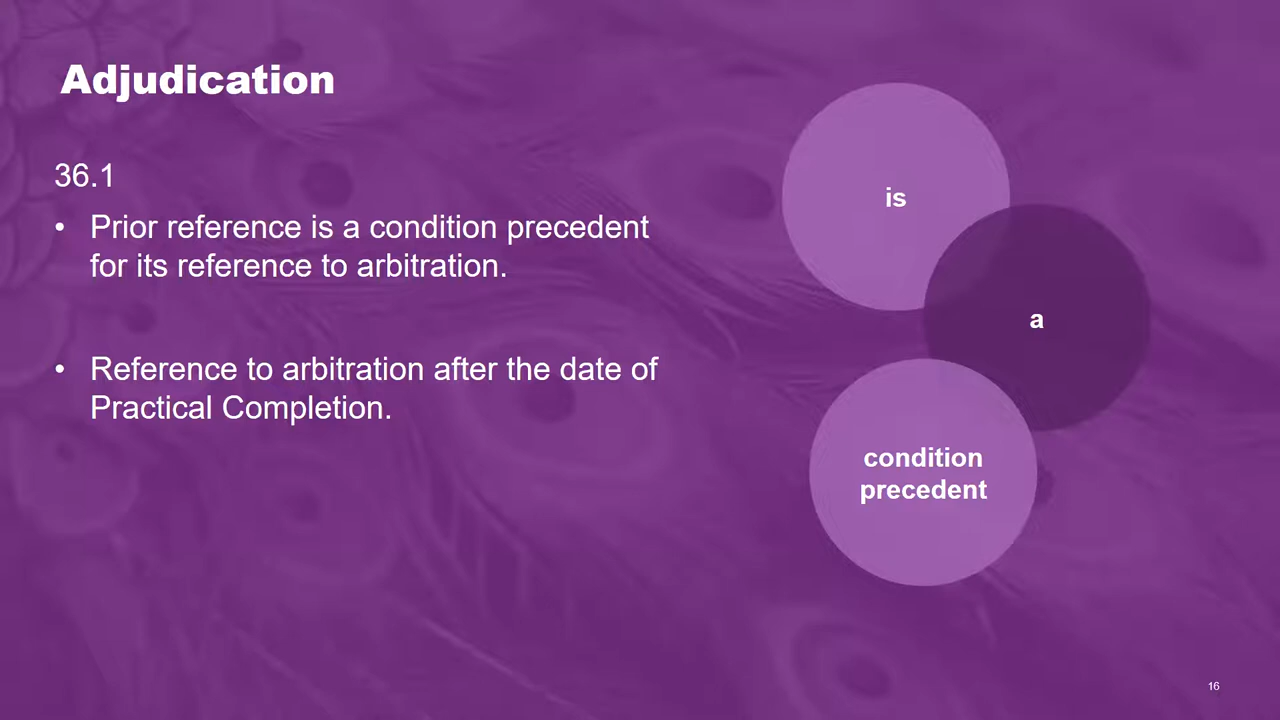 Adjudication
36.1
• Prior reference is a condition precedent
for its reference to arbitration.
• Reference to arbitration after the date of
Practical Completion.
is
a
condition
precedent
16